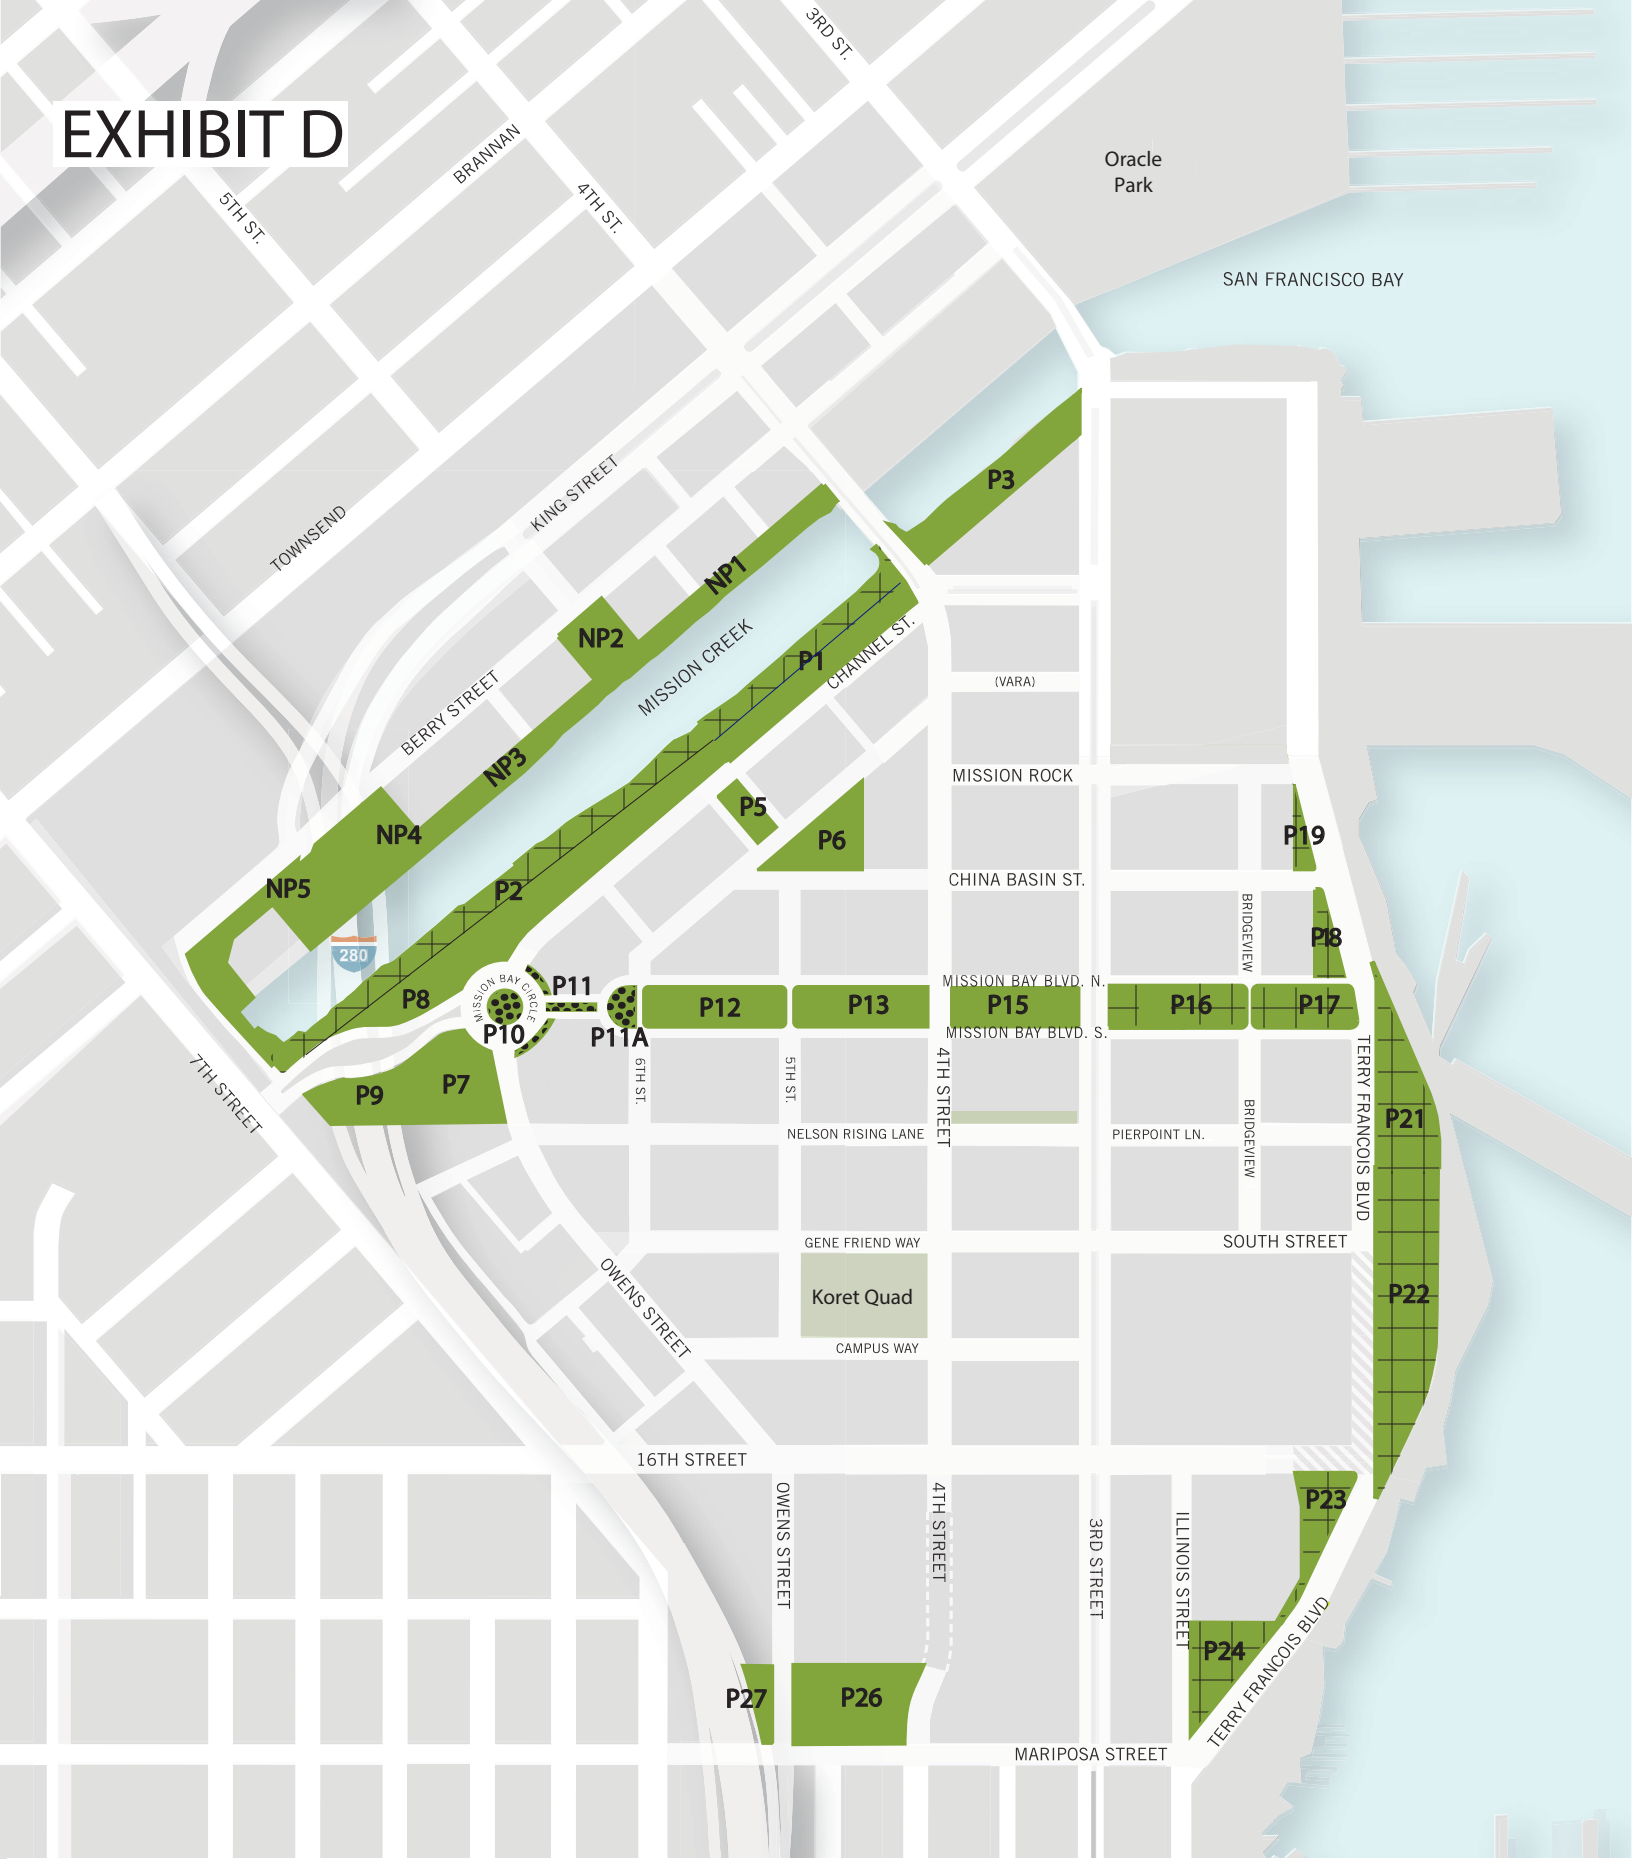 3RD ST.
EXHIBIT D
BRANNAN
Oracle
Park
5TH ST.
4TH ST.
SAN FRANCISCO BAY
P3
KING STREET
TOWNSEND
NP1
NP2
MISSION CREEK
P1
CHANNEL ST.
(VARA)
BERRY STREET
NP3
MISSION ROCK
P5
NP4
P6
P19
NP5
P2
CHINA BASIN ST.
BRIDGEVIEW
P18
280
MISSION BAY CIRCLE
P11
MISSION BAY BLVD. N.
P8
P12
P13
P15
P16
P17
P10
P11A
MISSION BAY BLVD. S.
7TH STREET
P9
P7
6TH ST.
5TH ST.
4TH STREET
TERRY FRANCOIS BLVD
P21
NELSON RISING LANE
PIERPOINT LN.
BRIDGEVIEW
GENE FRIEND WAY
SOUTH STREET
OWENS STREET
Koret Quad
P22
CAMPUS WAY
16TH STREET
OWENS STREET
4TH STREET
3RD STREET
ILLINOIS STREET
P23
P24
TERRY FRANCOIS BLVD
P27
P26
MARIPOSA STREET